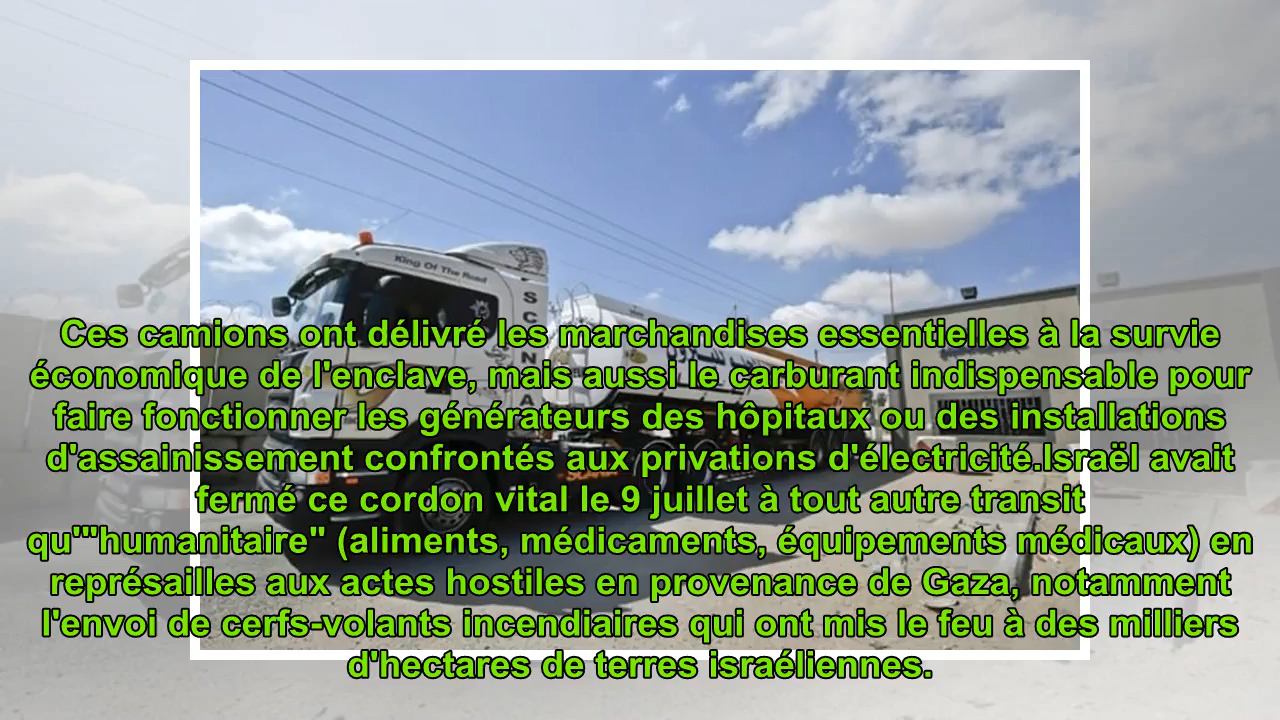 King Of The Road
Ces camions ont délivré les marchandises essentielles à la survie
économique de l'enclave, mais aussi le carburant indispensable pour
faire fonctionner les générateurs des hôpitaux ou des installations
d'assainissement confrontés aux privations d'électricité.Israël avait
fermé ce cordon vital le 9 juillet à tout autre transit
qu'"humanitaire" (aliments, médicaments, équipements médicaux) en
représailles aux actes hostiles en provenance de Gaza, notamment
l'envoi de cerfs-volants incendiaires qui ont mis le feu à des milliers
d'hectares de terres israéliennes.